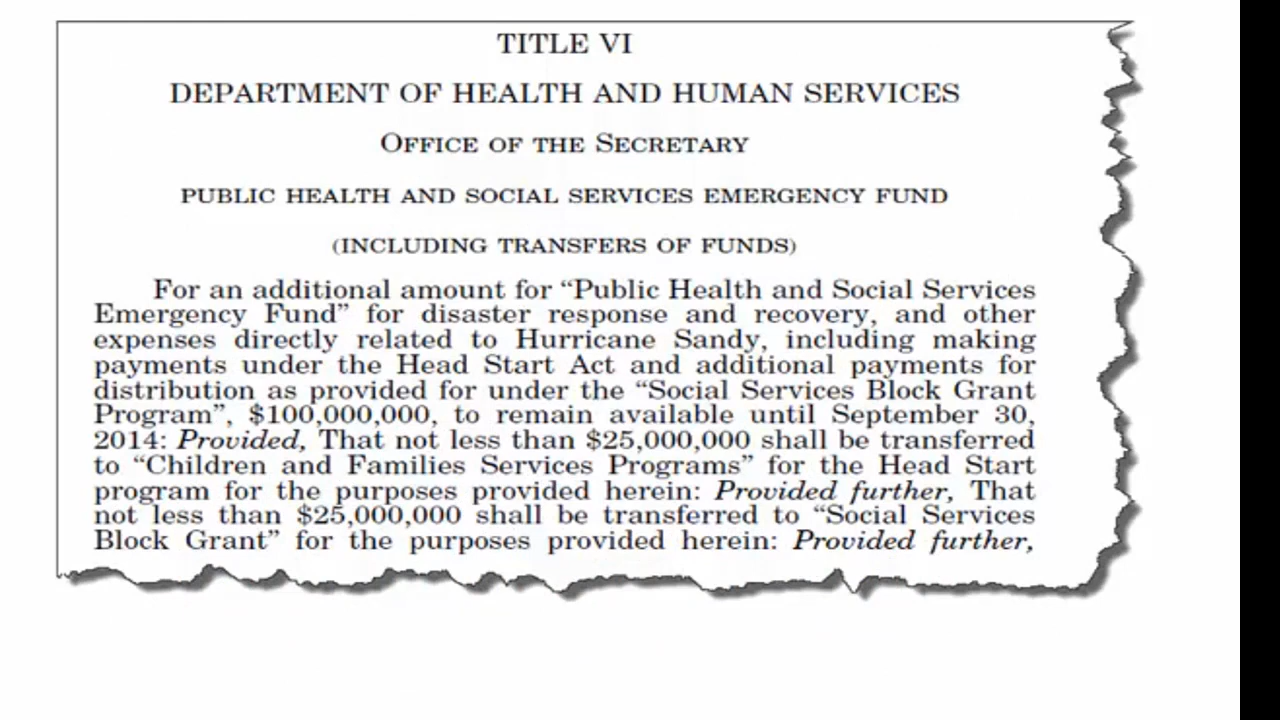 TITLE VI
DEPARTMENT OF HEALTH AND HUMAN SERVICES
OFFICE OF THE SECRETARY
PUBLIC HEALTH AND SOCIAL SERVICES EMERGENCY FUND
(INCLUDING TRANSFERS OF FUNDS)
For an additional amount for “Public Health and Social Services
Emergency Fund” for disaster response and recovery, and other
expenses directly related to Hurricane Sandy, including making
payments under the Head Start Act and additional payments for
distribution as provided for under the “Social Services Block Grant
Program”, $100,000,000, to remain available until September 30,
2014: Provided, That not less than $25,000,000 shall be transferred
to “Children and Families Services Programs” for the Head Start
program for the purposes provided herein: Provided further, That
not less than $25,000,000 shall be transferred to “Social Services
Block Grant” for the purposes provided herein: Provided further,